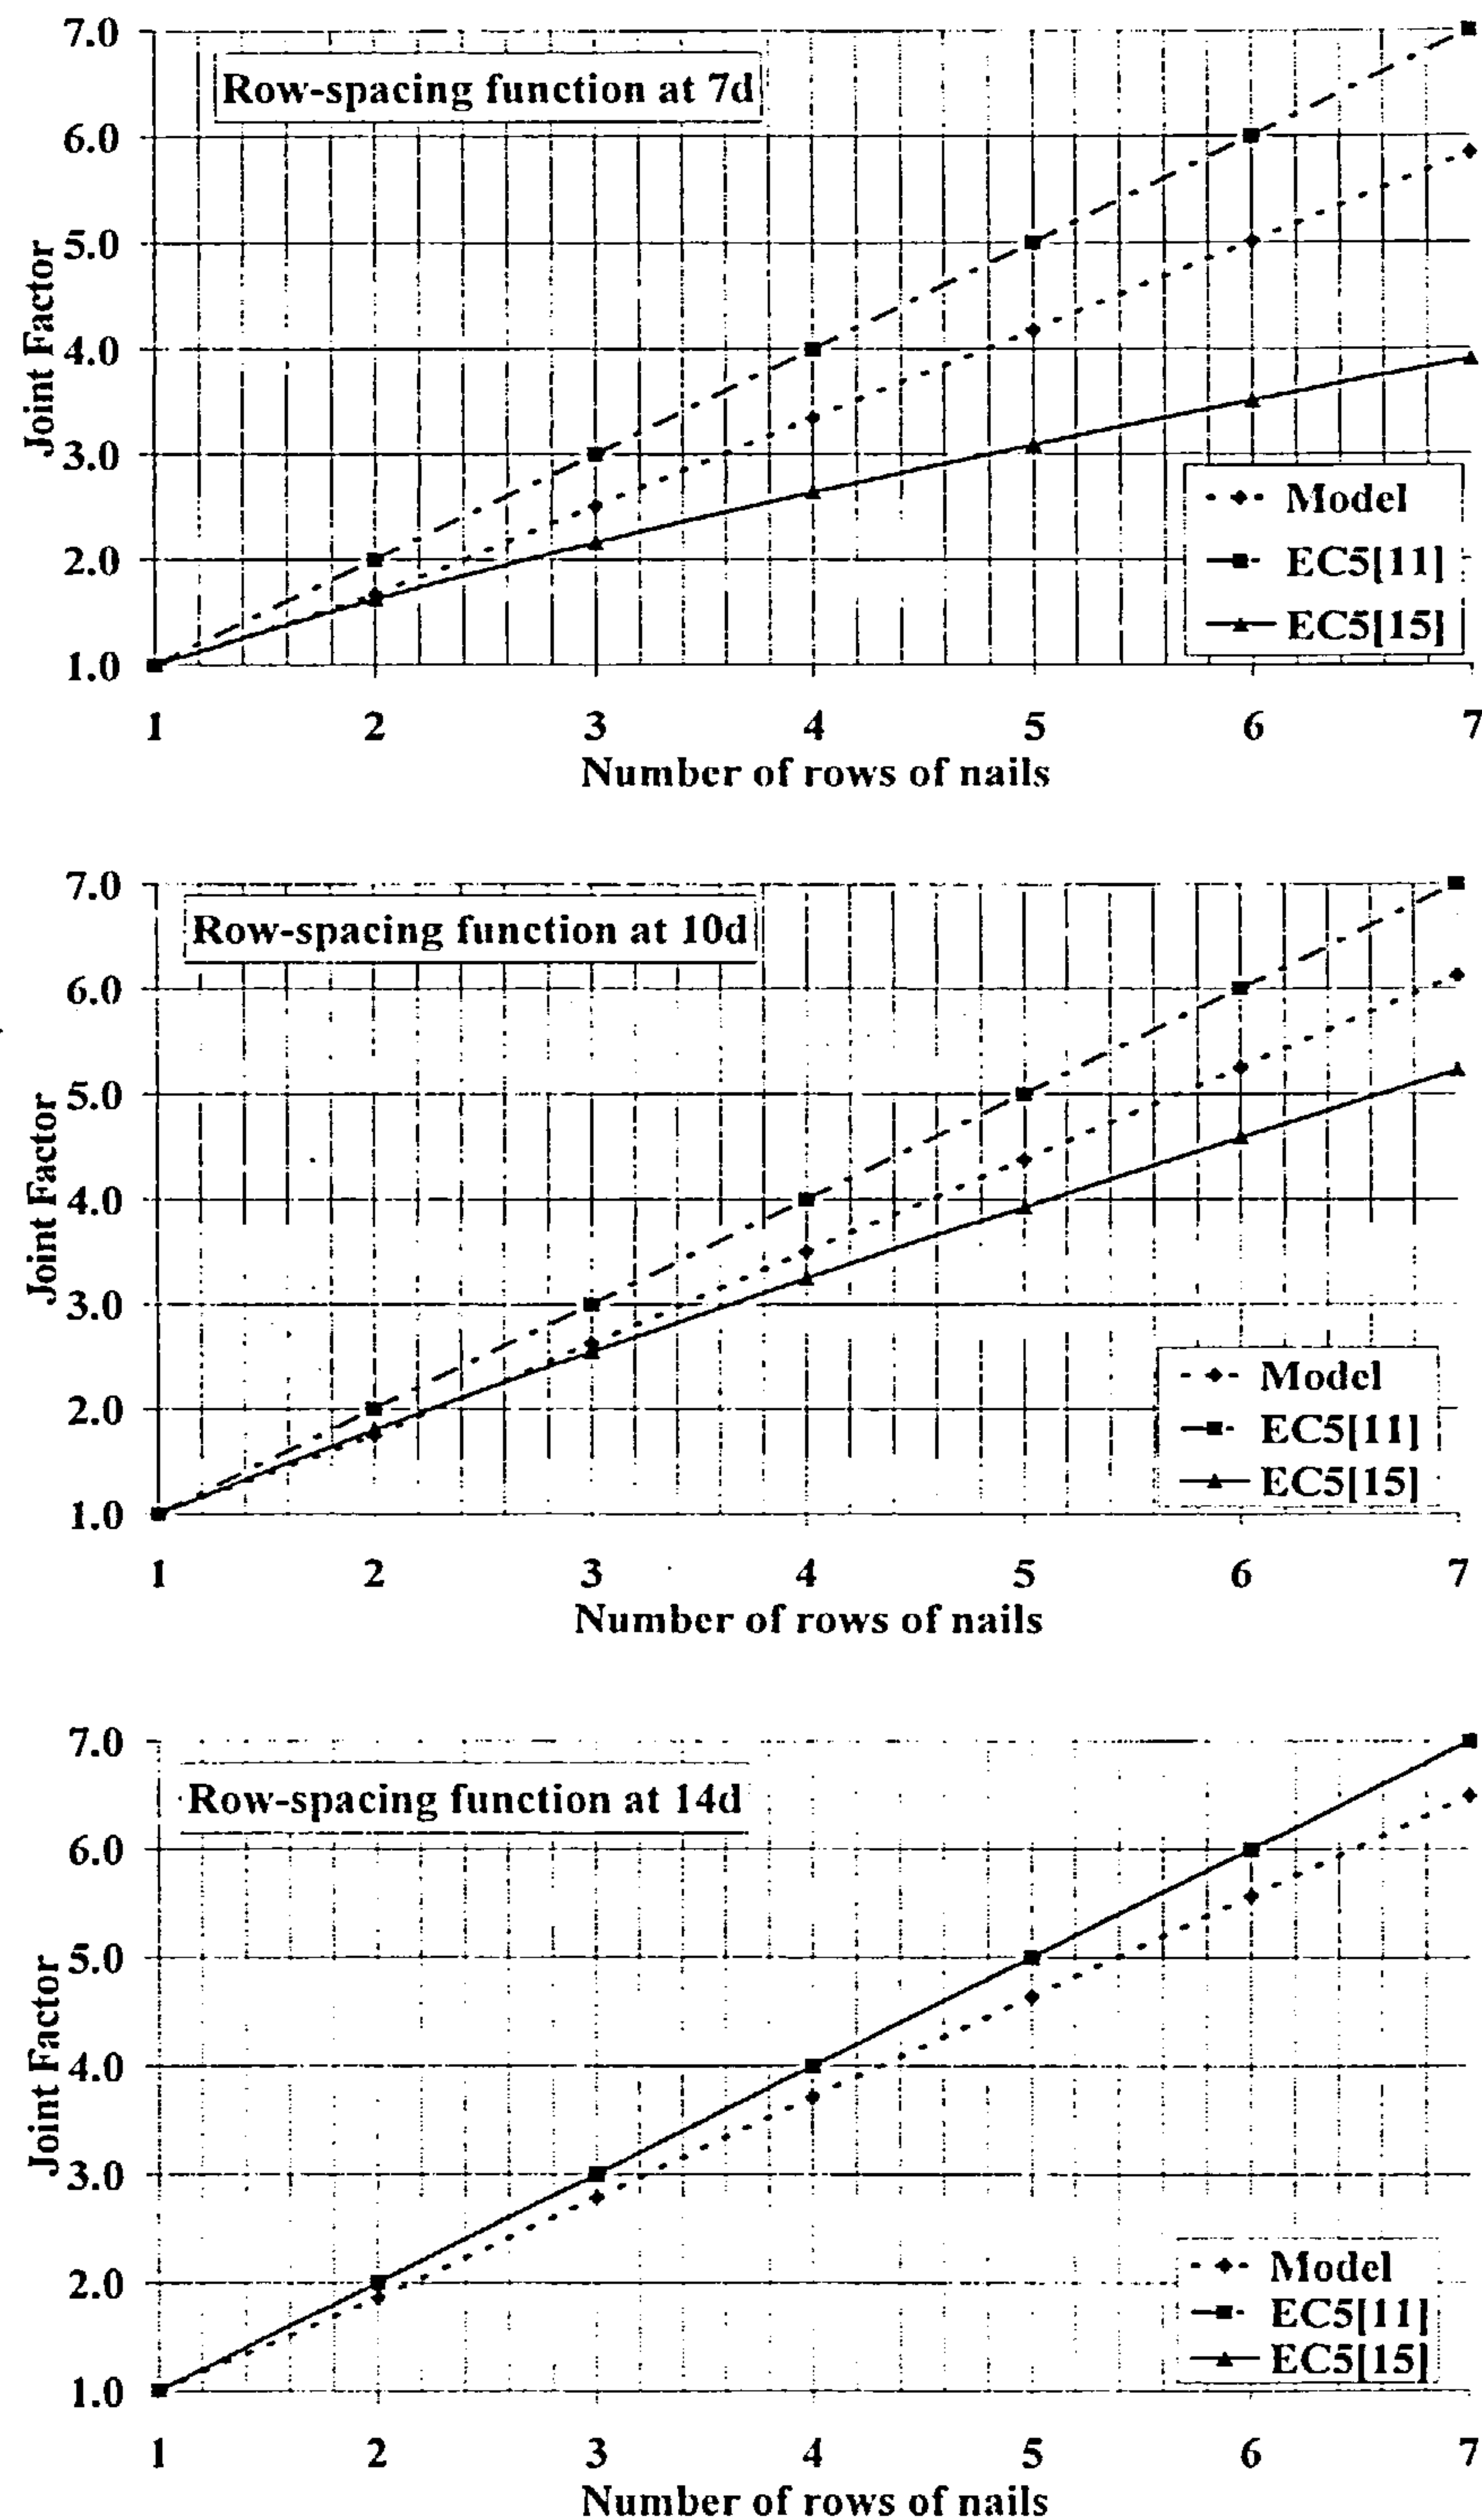 Row-spacing function at 7d
7.0
6.0
5.0
4.0
3.0
2.0
1.0
Joint Factor
Model
EC5[11]
EC5[15]
1 2 3 4 5 6 7
Number of rows of nails
Row-spacing function at 10d
7.0
6.0
5.0
4.0
3.0
2.0
1.0
Joint Factor
Model
EC5[11]
EC5[15]
1 2 3 4 5 6 7
Number of rows of nails
Row-spacing function at 14d
7.0
6.0
5.0
4.0
3.0
2.0
1.0
Joint Factor
Model
EC5[11]
EC5[15]
1 2 3 4 5 6 7
Number of rows of nails